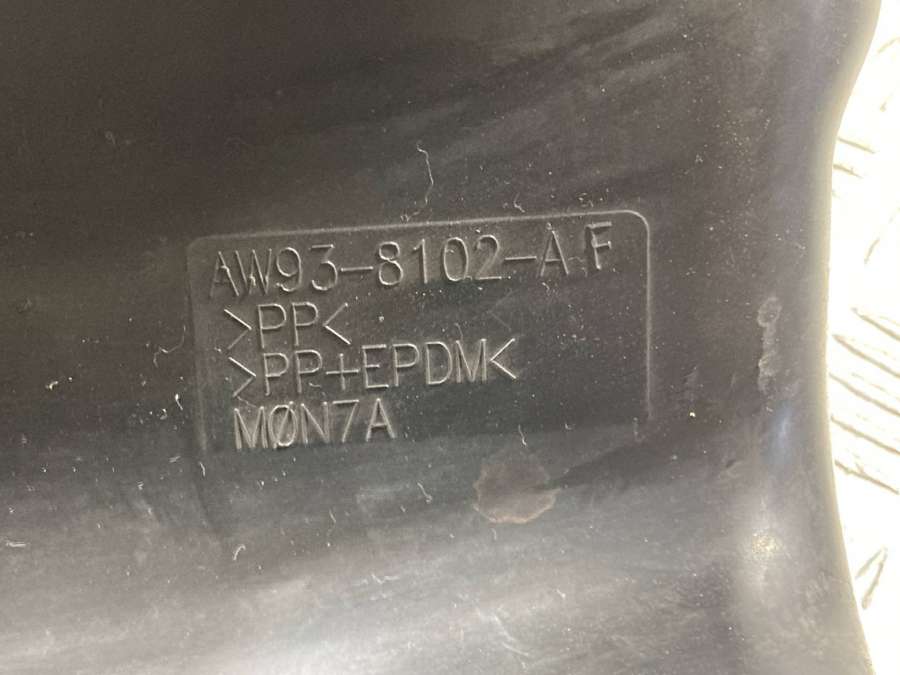 AW93-8102-AF
>PP<
>PP+EPDM<
MØN7A